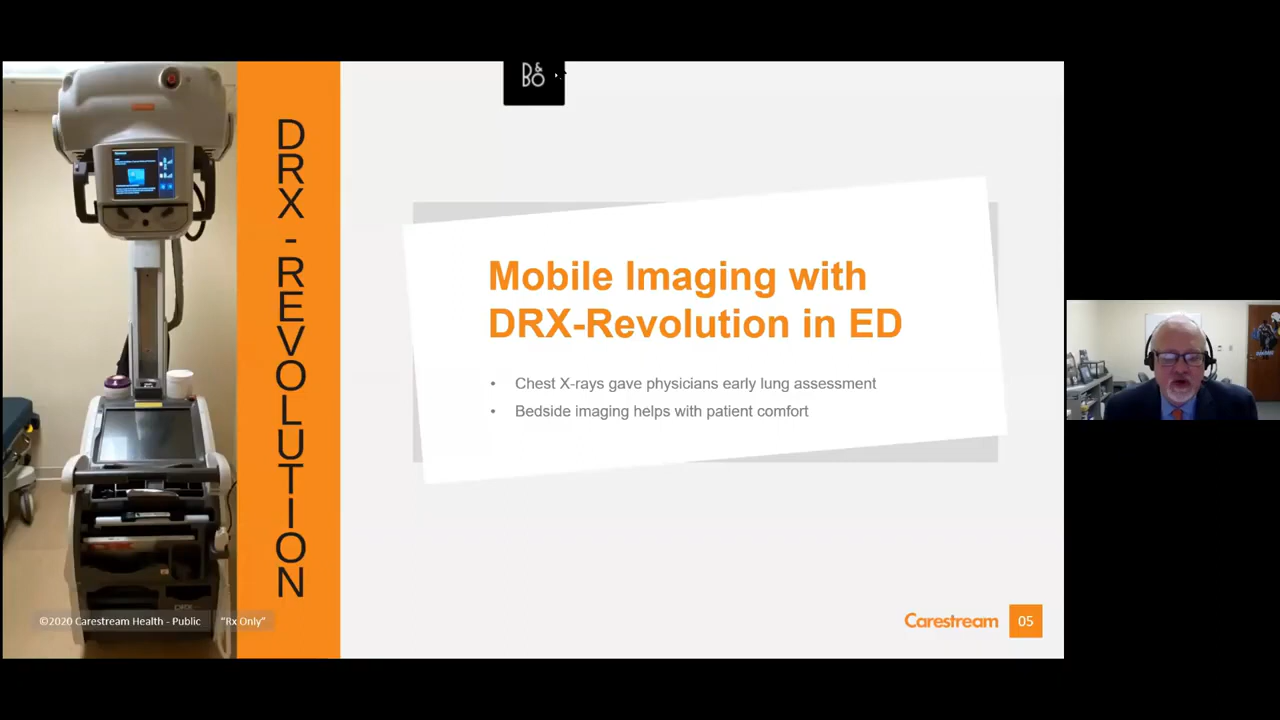 B&O
DRX-REVOLUTION
Mobile Imaging with
DRX-Revolution in ED
• Chest X-rays gave physicians early lung assessment
• Bedside imaging helps with patient comfort
©2020 Carestream Health - Public "Rx Only"
Carestream 05